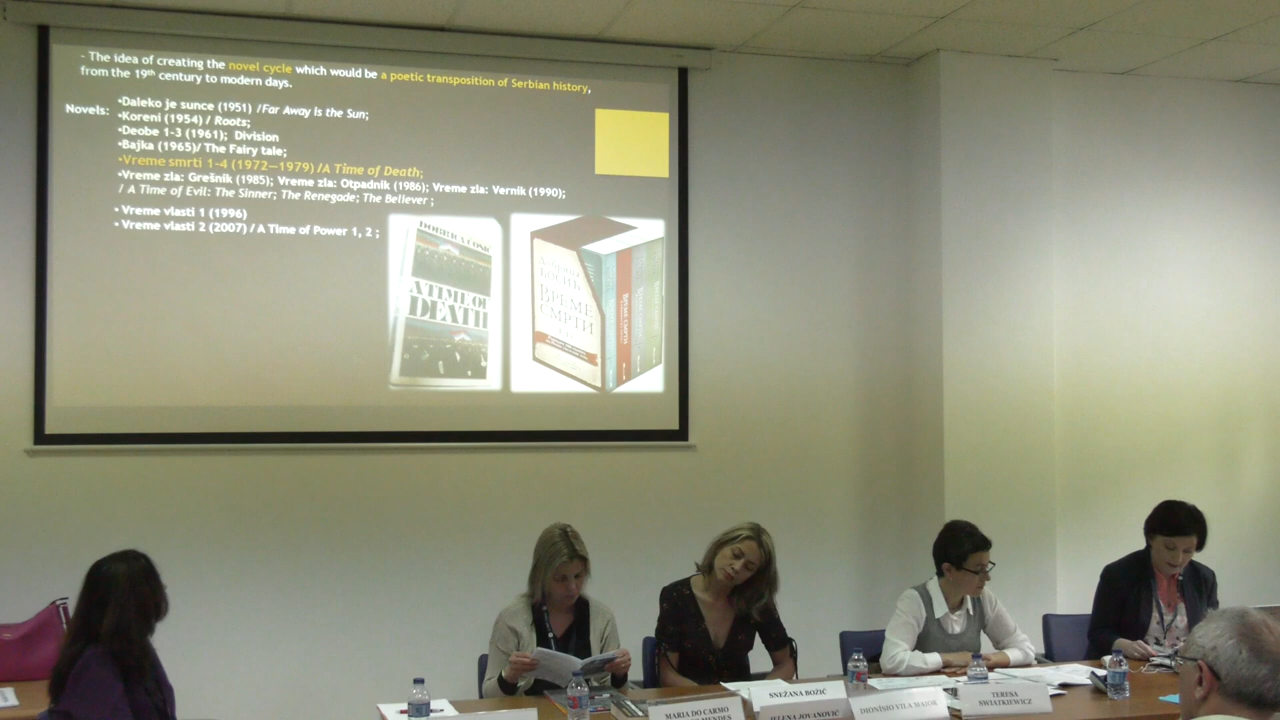 - The idea of creating the novel cycle which would be a poetic transposition of Serbian history,
from the 19th century to modern days.
Novels:
•Daleko je sunce (1951) /Far Away is the Sun;
•Koreni (1954) / Roots;
•Deobe 1-3 (1961); Division
•Bajka (1965)/ The Fairy tale;
•Vreme smrti 1-4 (1972—1979) /A Time of Death;
•Vreme zla: Grešnik (1985); Vreme zla: Otpadnik (1986); Vreme zla: Vernik (1990);
/ A Time of Evil: The Sinner; The Renegade; The Believer ;
• Vreme vlasti 1 (1996)
• Vreme vlasti 2 (2007) / A Time of Power 1, 2 ;
A TIME OF
DEATH
ВРЕМЕ
СМРТИ
ВРЕМЕ СМРТИ
MARIA DO CARMO
MENDES
SNEŽANA BOŽIĆ
JELENA JOVANOVIĆ
DIONÍSIO VILA MAIOR
TERESA
SWIATKIEWICZ